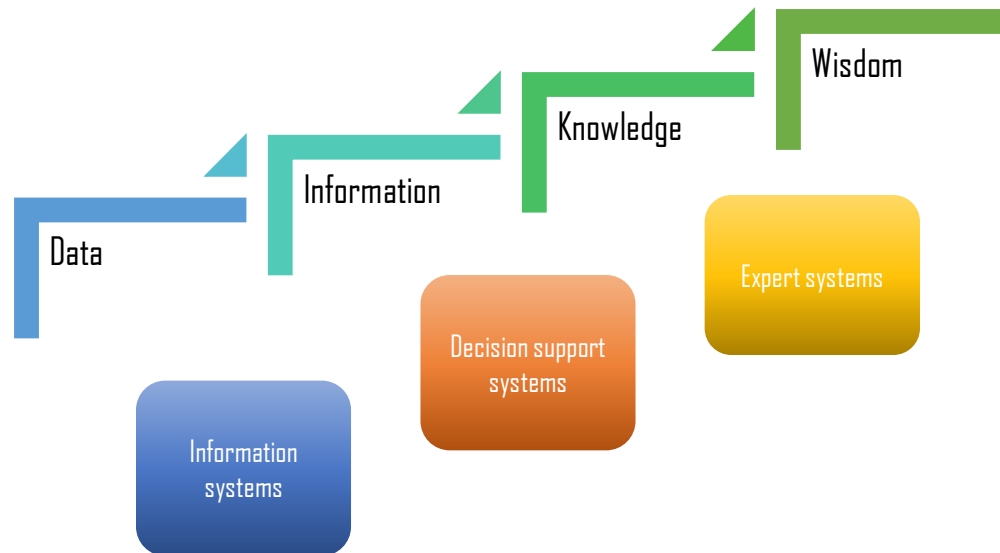 Wisdom
Knowledge
Information
Data
Expert systems
Decision support
systems
Information
systems